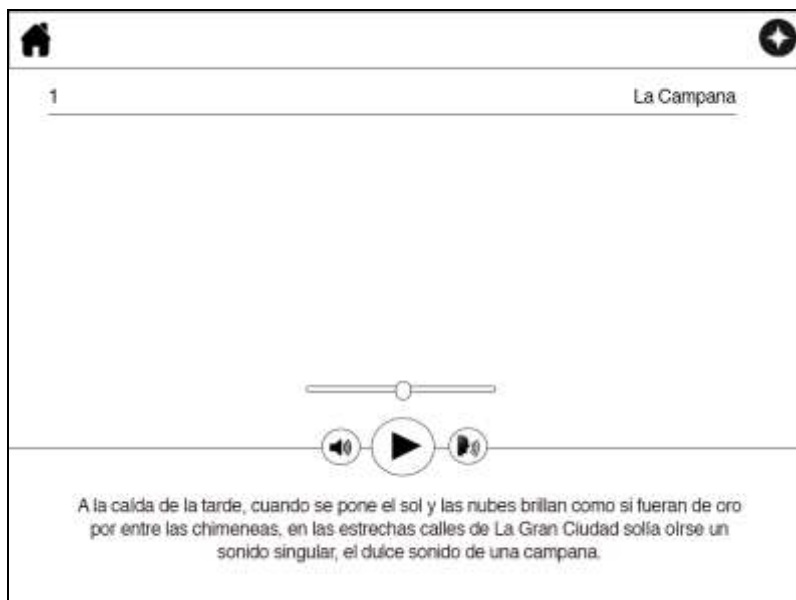 1
La Campana
A la caída de la tarde, cuando se pone el sol y las nubes brillan como si fueran de oro
por entre las chimeneas, en las estrechas calles de La Gran Ciudad solía oírse un
sonido singular, el dulce sonido de una campana.